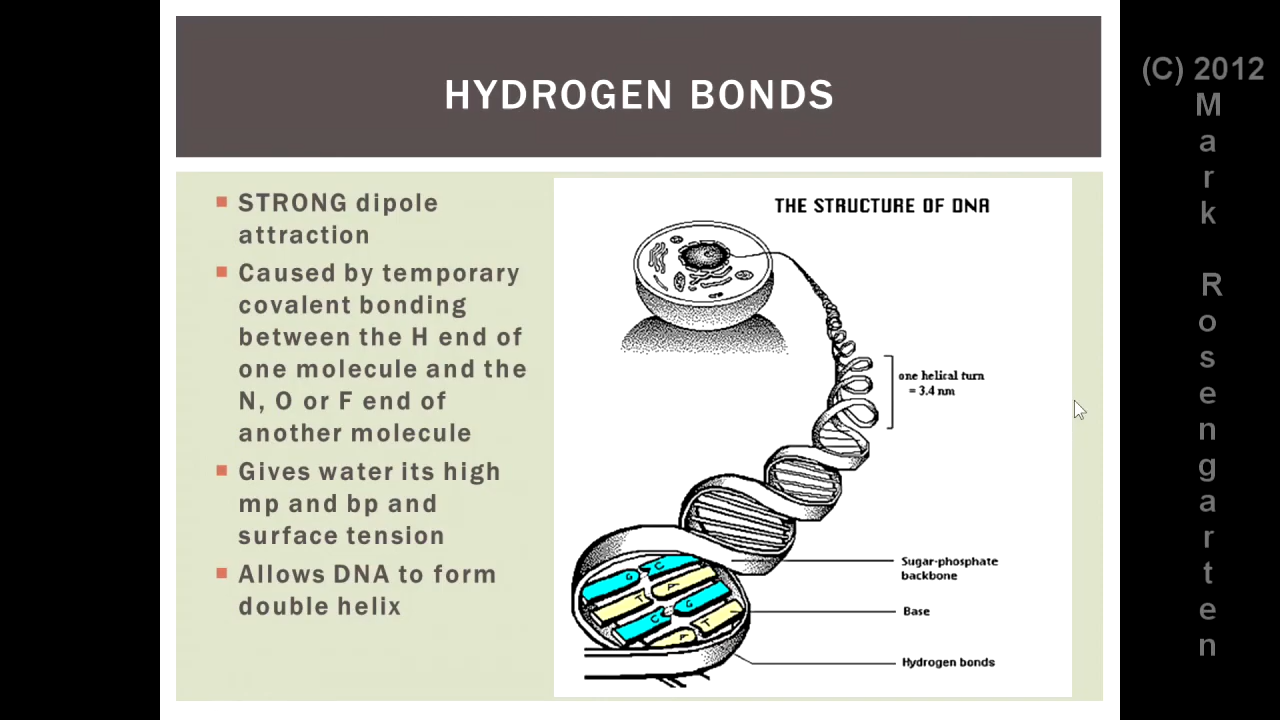 HYDROGEN BONDS
STRONG dipole
attraction
Caused by temporary
covalent bonding
between the H end of
one molecule and the
N, O or F end of
another molecule
Gives water its high
mp and bp and
surface tension
Allows DNA to form
double helix
THE STRUCTURE OF DNA
one helical turn
= 3.4 nm
Sugar-phosphate
backbone
Base
Hydrogen bonds
G C
T A
C G
A T
(C) 2012
Mark Rosengarten